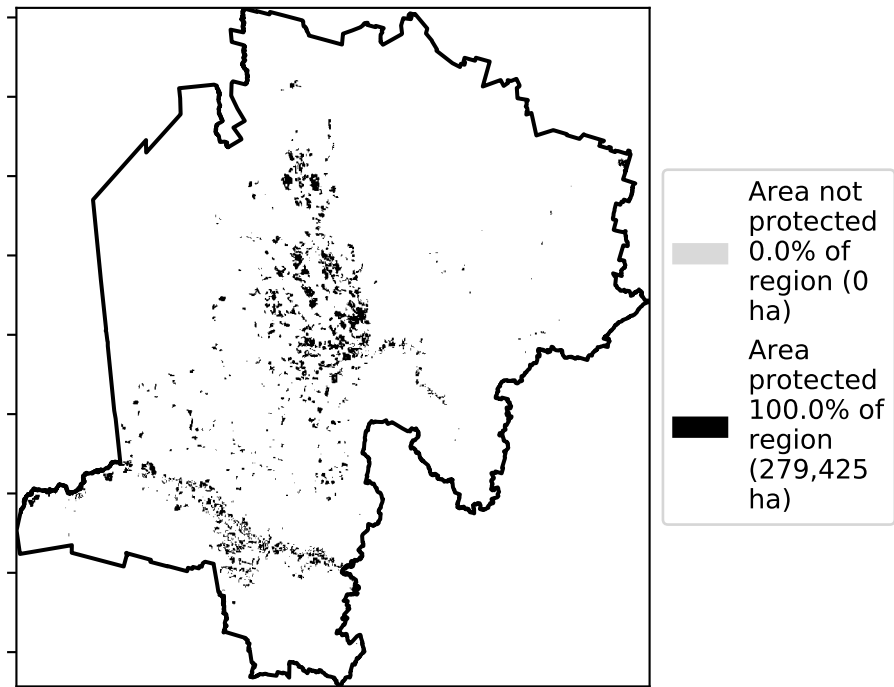 Area not
protected
0.0% of
region (0
ha)
Area
protected
100.0% of
region
(279,425
ha)